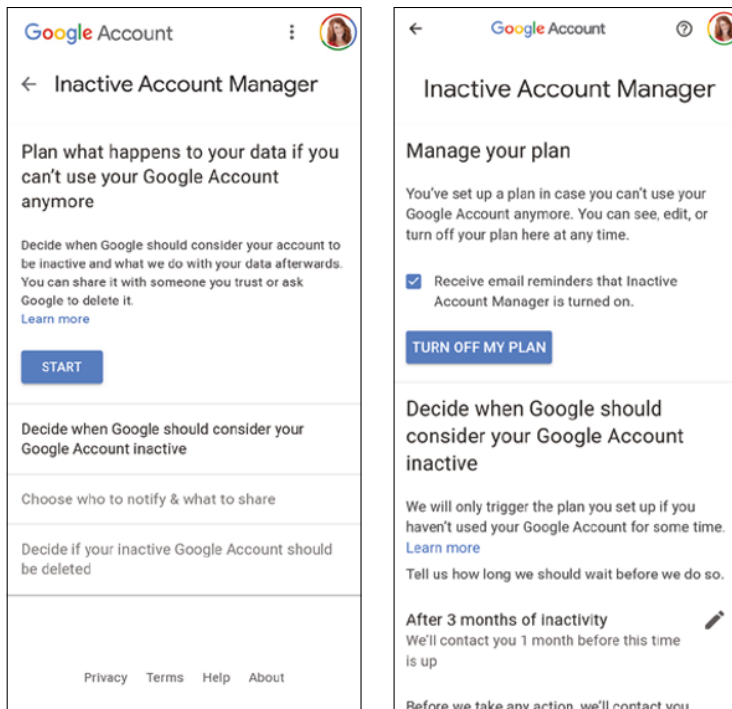 Google Account
Inactive Account Manager
Plan what happens to your data if you
can't use your Google Account
anymore
Decide when Google should consider your account to
be inactive and what we do with your data afterwards.
You can share it with someone you trust or ask
Google to delete it.
Learn more
START
Decide when Google should consider your
Google Account inactive
Choose who to notify & what to share
Decide if your inactive Google Account should
be deleted
Privacy Terms Help About
Google Account
Inactive Account Manager
Manage your plan
You've set up a plan in case you can't use your
Google Account anymore. You can see, edit, or
turn off your plan here at any time.
Receive email reminders that Inactive
Account Manager is turned on.
TURN OFF MY PLAN
Decide when Google should
consider your Google Account
inactive
We will only trigger the plan you set up if you
haven't used your Google Account for some time.
Learn more
Tell us how long we should wait before we do so.
After 3 months of inactivity
We'll contact you 1 month before this time
is up
Before we take any action, we'll contact you